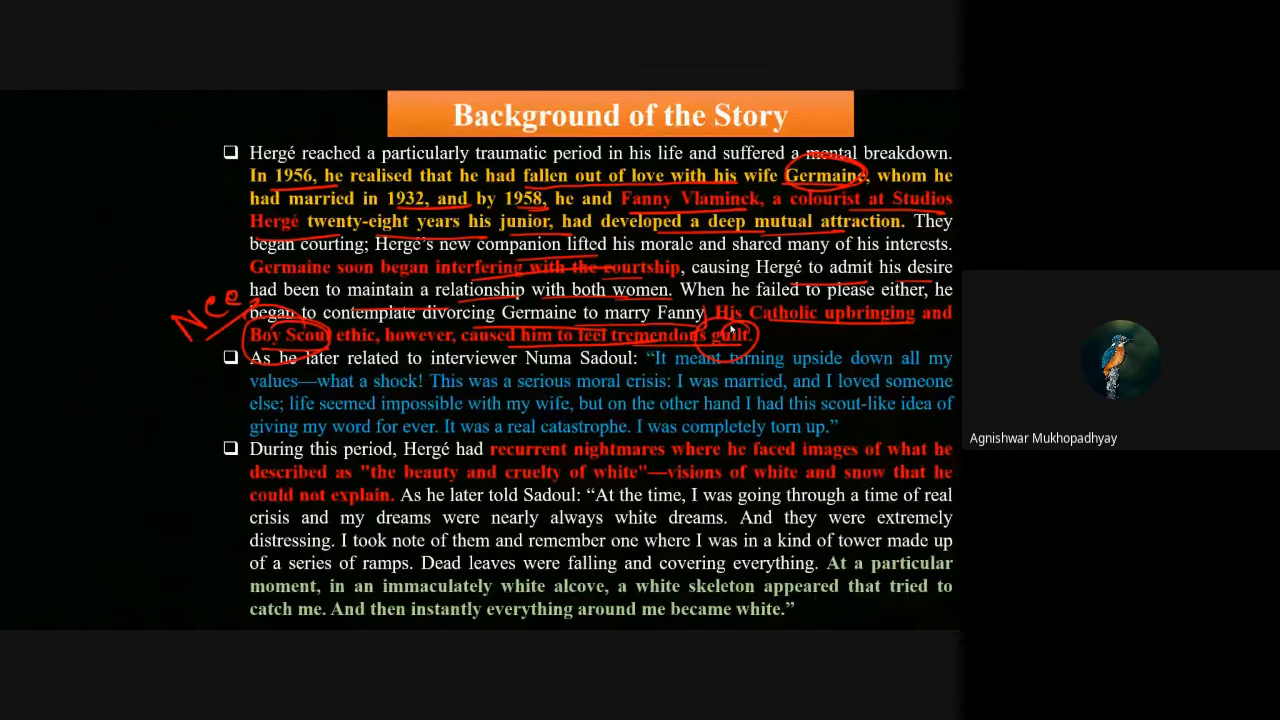 Background of the Story
❑ Hergé reached a particularly traumatic period in his life and suffered a mental breakdown.
In 1956, he realised that he had fallen out of love with his wife Germaine, whom he
had married in 1932, and by 1958, he and Fanny Vlaminck, a colourist at Studios
Hergé twenty-eight years his junior, had developed a deep mutual attraction. They
began courting; Hergé's new companion lifted his morale and shared many of his interests.
Germaine soon began interfering with the courtship, causing Hergé to admit his desire
had been to maintain a relationship with both women. When he failed to please either, he
began to contemplate divorcing Germaine to marry Fanny. His Catholic upbringing and
Boy Scout ethic, however, caused him to feel tremendous guilt.
❑ As he later related to interviewer Numa Sadoul: “It meant turning upside down all my
values—what a shock! This was a serious moral crisis: I was married, and I loved someone
else; life seemed impossible with my wife, but on the other hand I had this scout-like idea of
giving my word for ever. It was a real catastrophe. I was completely torn up.”
❑ During this period, Hergé had recurrent nightmares where he faced images of what he
described as "the beauty and cruelty of white"—visions of white and snow that he
could not explain. As he later told Sadoul: “At the time, I was going through a time of real
crisis and my dreams were nearly always white dreams. And they were extremely
distressing. I took note of them and remember one where I was in a kind of tower made up
of a series of ramps. Dead leaves were falling and covering everything. At a particular
moment, in an immaculately white alcove, a white skeleton appeared that tried to
catch me. And then instantly everything around me became white.”
Agnishwar Mukhopadhyay